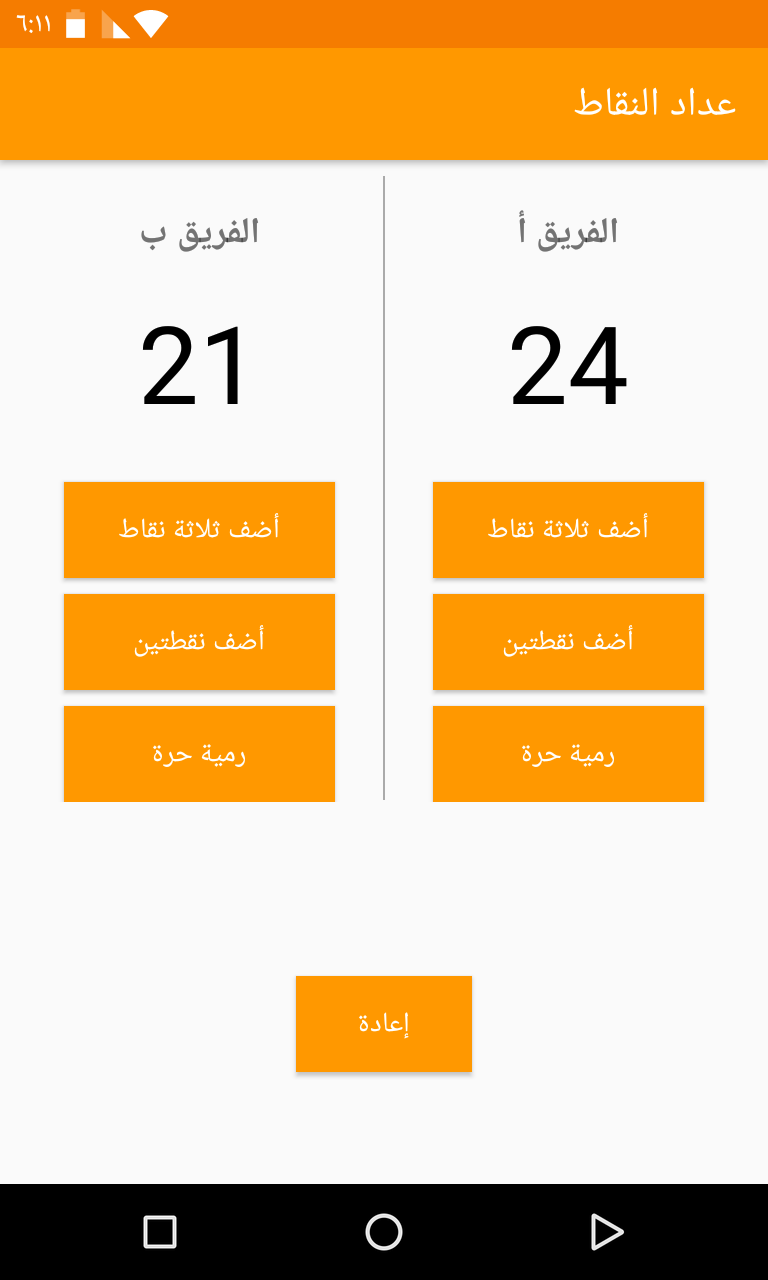 ٦:١١
عداد النقاط
الفريق أ
24
أضف ثلاثة نقاط
أضف نقطتين
رمية حرة
الفريق ب
21
أضف ثلاثة نقاط
أضف نقطتين
رمية حرة
إعادة